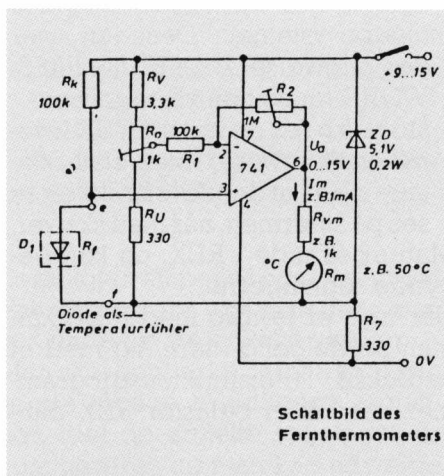 Rk
100k
RV
3,3k
Ra
1k
100k
R1
R2
1M
7
2
741
3
4
6
Ua
0...15V
Im
z.B.1mA
Rvm
z.B.
1k
°C
Rm
+9...15V
ZD
5,1V
0,2W
z.B. 50°C
RU
330
e
D1
Rf
f
Diode als
Temperaturfühler
R7
330
0V
Schaltbild des
Fernthermometers